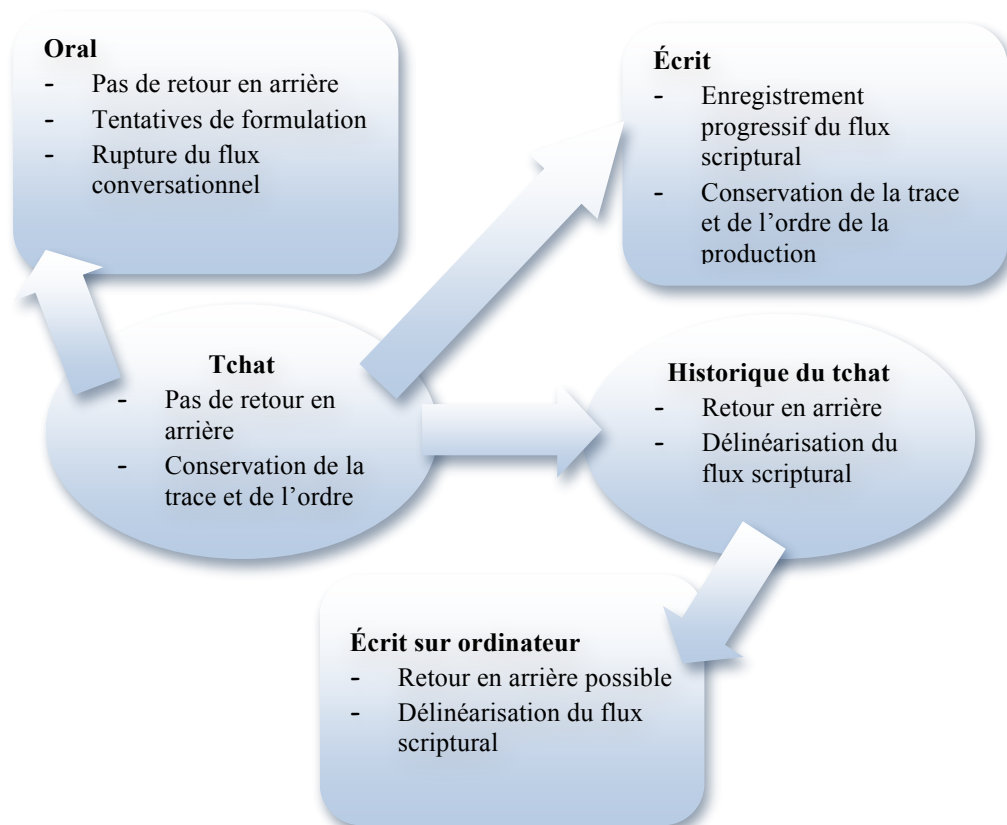 Oral
- Pas de retour en arrière
- Tentatives de formulation
- Rupture du flux
conversationnel
Écrit
- Enregistrement
progressif du flux
scriptural
- Conservation de la trace
et de l’ordre de la
production
Tchat
- Pas de retour en
arrière
- Conservation de la
trace et de l’ordre
Historique du tchat
- Retour en arrière
- Délinéarisation du
flux scriptural
Écrit sur ordinateur
- Retour en arrière possible
- Délinéarisation du flux
scriptural